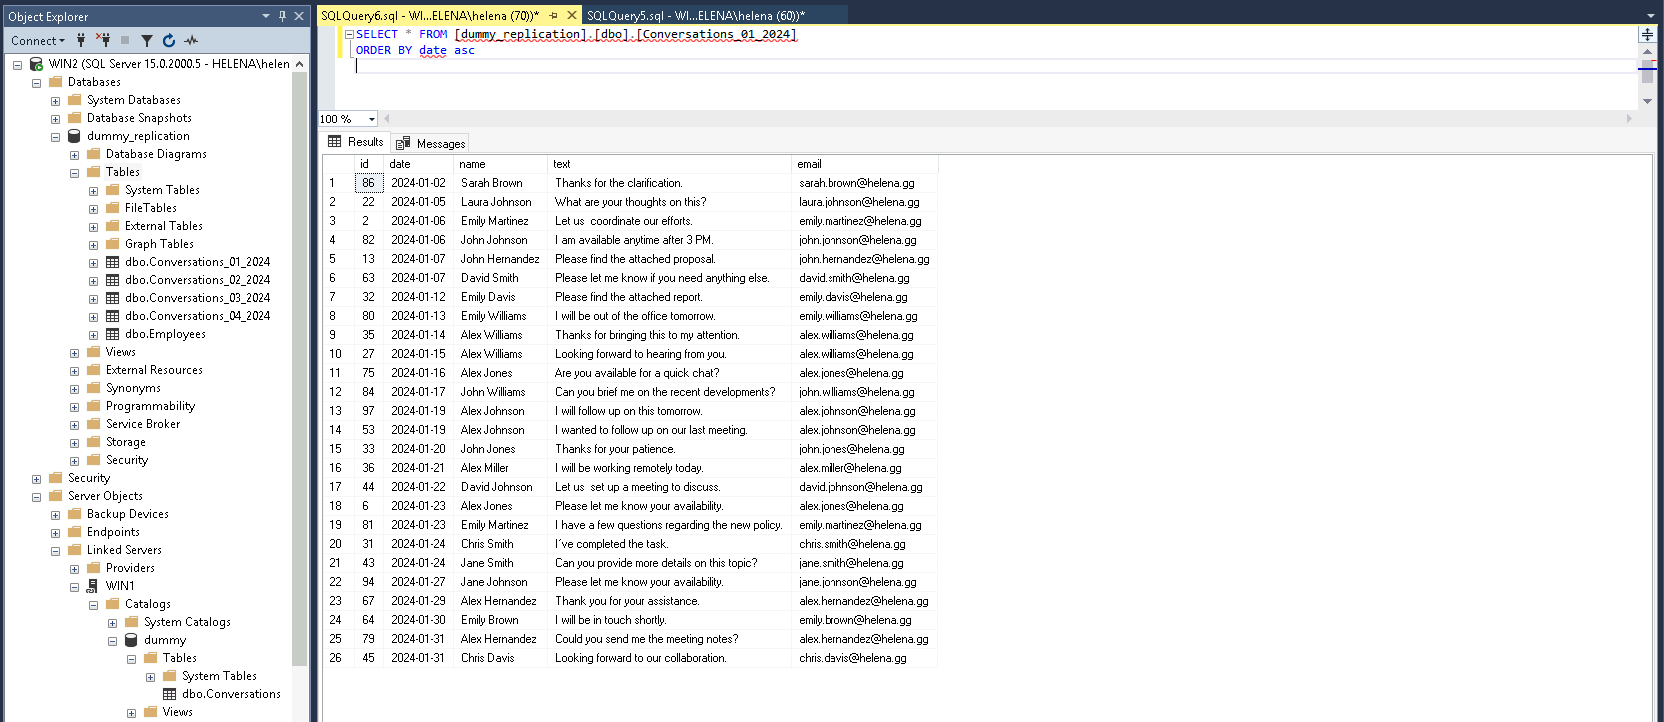 Object Explorer
Connect
WIN2 (SQL Server 15.0.2000.5 - HELENA\helen
Databases
System Databases
Database Snapshots
dummy_replication
Database Diagrams
Tables
System Tables
FileTables
External Tables
Graph Tables
dbo.Conversations_01_2024
dbo.Conversations_02_2024
dbo.Conversations_03_2024
dbo.Conversations_04_2024
dbo.Employees
Views
External Resources
Synonyms
Programmability
Service Broker
Storage
Security
Security
Server Objects
Backup Devices
Endpoints
Linked Servers
Providers
WIN1
Catalogs
System Catalogs
dummy
Tables
System Tables
dbo.Conversations
Views
SQLQuery6.sql - WI...ELENA\helena (70))* SQLQuery5.sql - WI...ELENA\helena (60))*
SELECT * FROM [dummy_replication].[dbo].[Conversations_01_2024]
ORDER BY date asc
100 %
Results Messages
id date name text email
1 86 2024-01-02 Sarah Brown Thanks for the clarification. sarah.brown@helena.gg
2 22 2024-01-05 Laura Johnson What are your thoughts on this? laura.johnson@helena.gg
3 2 2024-01-06 Emily Martinez Let us  coordinate our efforts. emily.martinez@helena.gg
4 82 2024-01-06 John Johnson I am available anytime after 3 PM. john.johnson@helena.gg
5 13 2024-01-07 John Hernandez Please find the attached proposal. john.hernandez@helena.gg
6 63 2024-01-07 David Smith Please let me know if you need anything else. david.smith@helena.gg
7 32 2024-01-12 Emily Davis Please find the attached report. emily.davis@helena.gg
8 80 2024-01-13 Emily Williams I will be out of the office tomorrow. emily.williams@helena.gg
9 35 2024-01-14 Alex Williams Thanks for bringing this to my attention. alex.williams@helena.gg
10 27 2024-01-15 Alex Williams Looking forward to hearing from you. alex.williams@helena.gg
11 75 2024-01-16 Alex Jones Are you available for a quick chat? alex.jones@helena.gg
12 84 2024-01-17 John Williams Can you brief me on the recent developments? john.williams@helena.gg
13 97 2024-01-19 Alex Johnson I will follow up on this tomorrow. alex.johnson@helena.gg
14 53 2024-01-19 Alex Johnson I wanted to follow up on our last meeting. alex.johnson@helena.gg
15 33 2024-01-20 John Jones Thanks for your patience. john.jones@helena.gg
16 36 2024-01-21 Alex Miller I will be working remotely today. alex.miller@helena.gg
17 44 2024-01-22 David Johnson Let us  set up a meeting to discuss. david.johnson@helena.gg
18 6 2024-01-23 Alex Jones Please let me know your availability. alex.jones@helena.gg
19 81 2024-01-23 Emily Martinez I have a few questions regarding the new policy. emily.martinez@helena.gg
20 31 2024-01-24 Chris Smith I´ve completed the task. chris.smith@helena.gg
21 43 2024-01-24 Jane Smith Can you provide more details on this topic? jane.smith@helena.gg
22 94 2024-01-27 Jane Johnson Please let me know your availability. jane.johnson@helena.gg
23 67 2024-01-29 Alex Hernandez Thank you for your assistance. alex.hernandez@helena.gg
24 64 2024-01-30 Emily Brown I will be in touch shortly. emily.brown@helena.gg
25 79 2024-01-31 Alex Hernandez Could you send me the meeting notes? alex.hernandez@helena.gg
26 45 2024-01-31 Chris Davis Looking forward to our collaboration. chris.davis@helena.gg